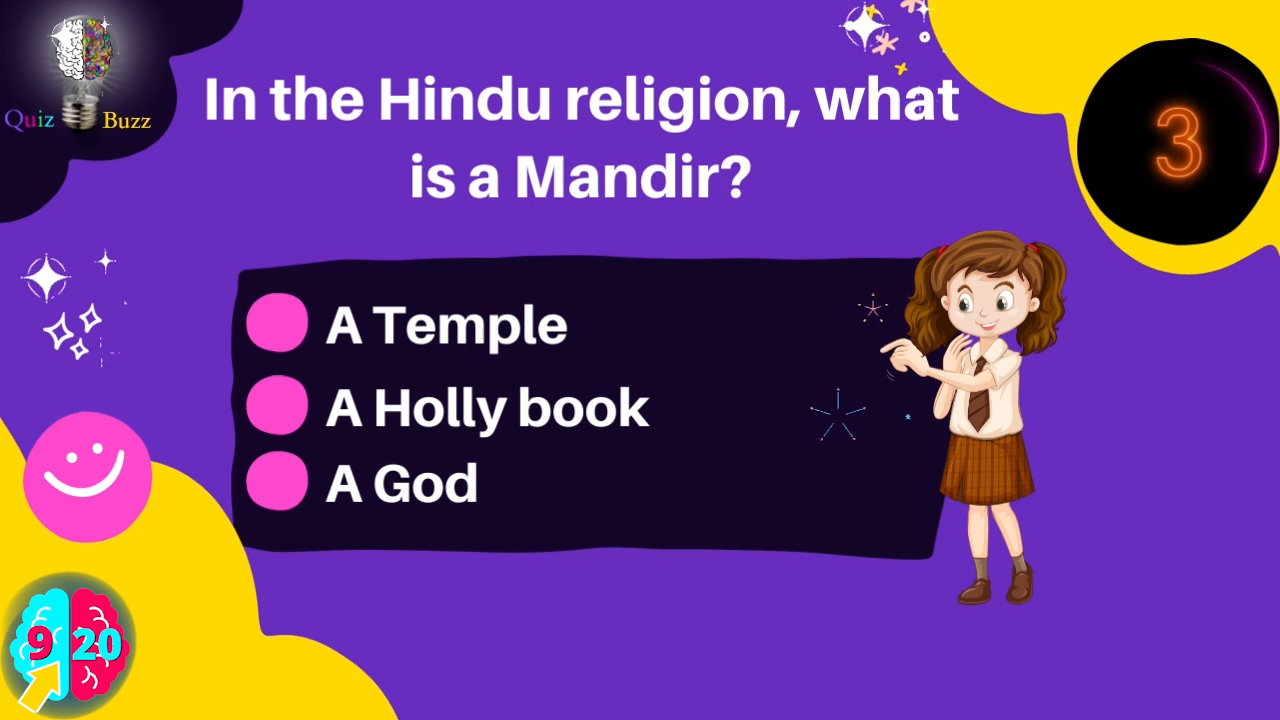 Quiz Buzz
In the Hindu religion, what
is a Mandir?
3
A Temple
A Holly book
A God
9 20